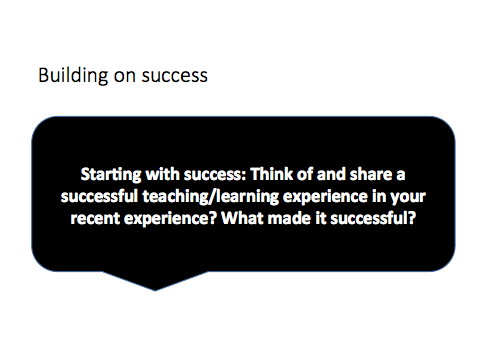 Building on success
Starting with success: Think of and share a
successful teaching/learning experience in your
recent experience? What made it successful?